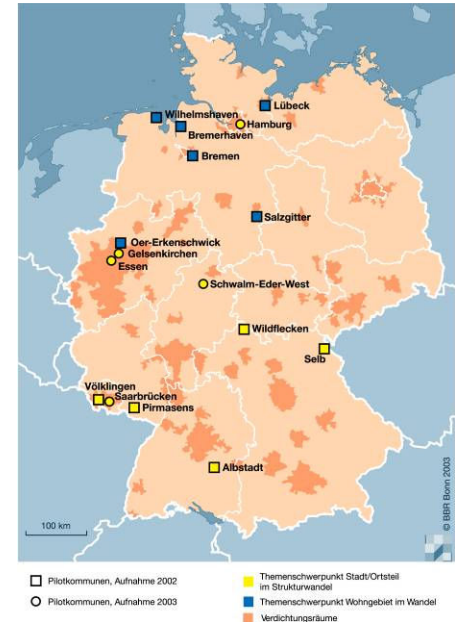 Lübeck
Wilhelmshaven
Hamburg
Bremerhaven
Bremen
Salzgitter
Oer-Erkenschwick
Gelsenkirchen
Essen
Schwalm-Eder-West
Wildflecken
Selb
Völklingen
Saarbrücken
Pirmasens
Albstadt
100 km
© BBR Bonn 2003
Pilotkommunen, Aufnahme 2002
Pilotkommunen, Aufnahme 2003
Themenschwerpunkt Stadt/Ortsteil
im Strukturwandel
Themenschwerpunkt Wohngebiet im Wandel
Verdichtungsräume